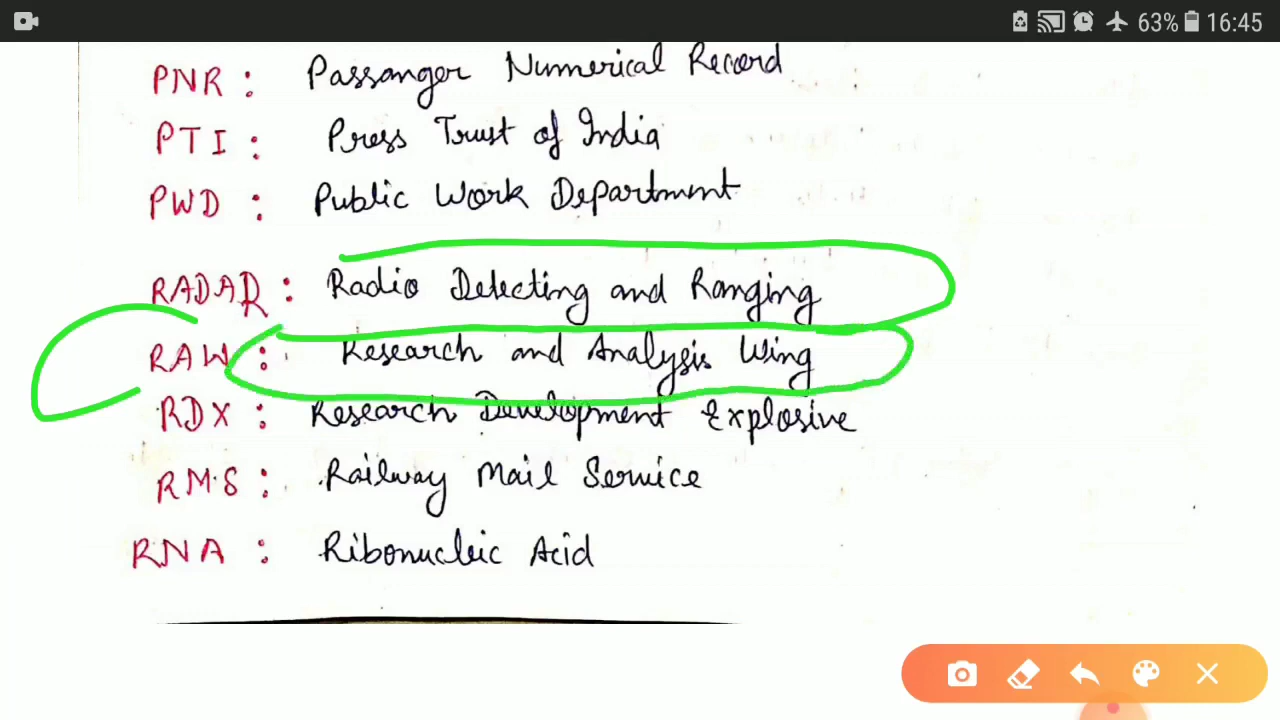 63% 16:45
PNR : Passanger Numerical Record
PTI : Press Trust of India
PWD : Public Work Department
RADAR : Radio Detecting and Ranging
RAW : Research and Analysis Wing
RDX : Research Development Explosive
RMS : Railway Mail Service
RNA : Ribonucleic Acid